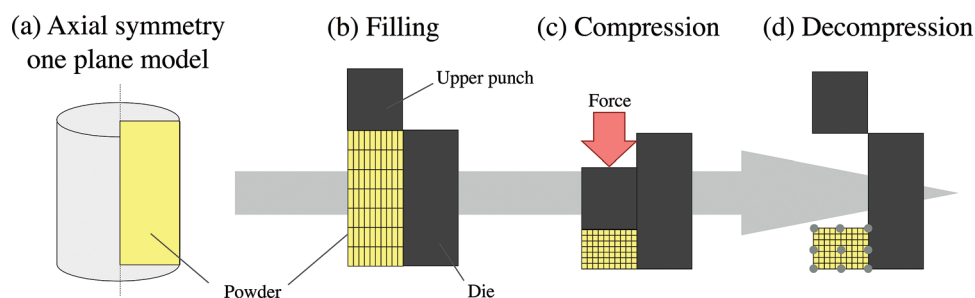 (a) Axial symmetry
one plane model
(b) Filling
(c) Compression
(d) Decompression
Upper punch
Force
Powder
Die